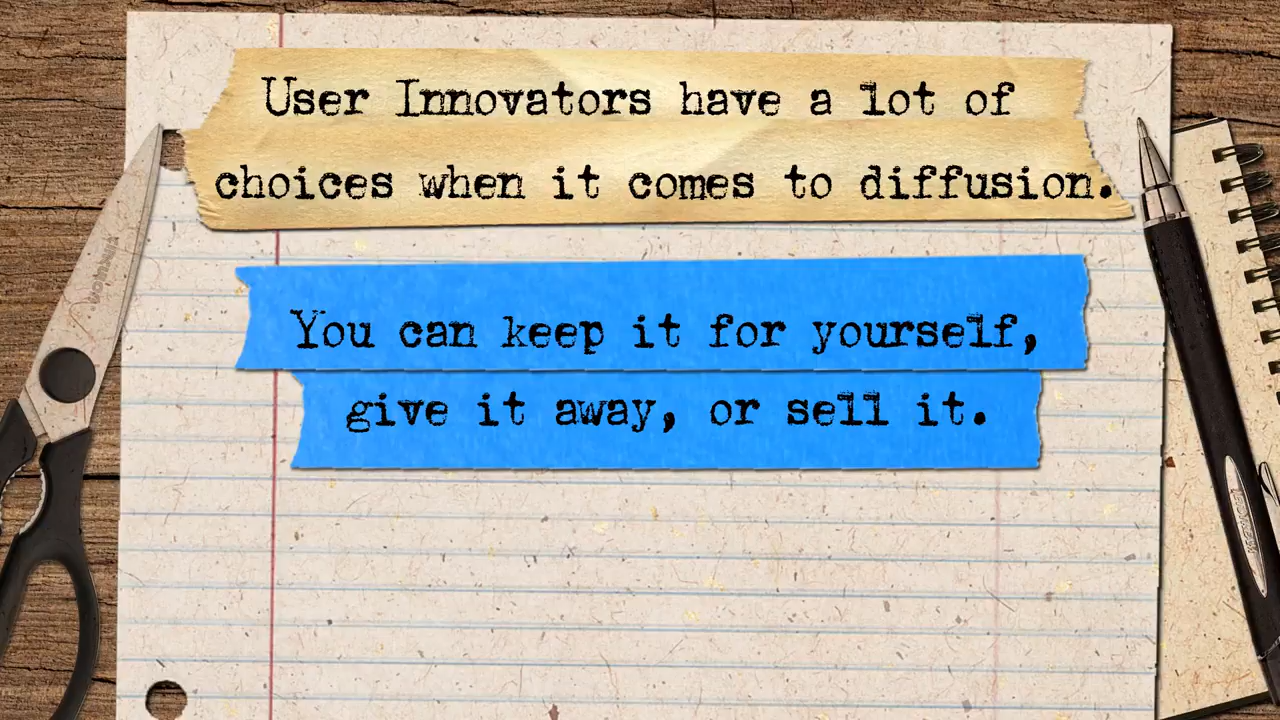 User Innovators have a lot of
choices when it comes to diffusion.
You can keep it for yourself,
give it away, or sell it.